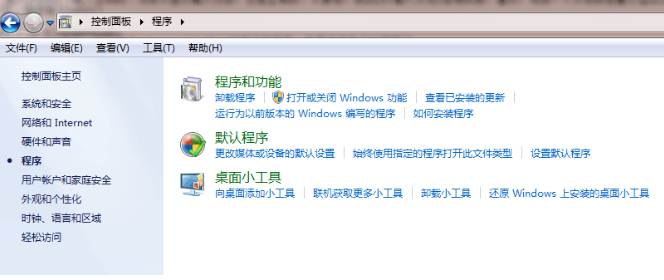 控制面板 程序
文件(F) 编辑(E) 查看(V) 工具(T) 帮助(H)
控制面板主页
系统和安全
网络和 Internet
硬件和声音
程序
用户帐户和家庭安全
外观和个性化
时钟、语言和区域
轻松访问
程序和功能
卸载程序 打开或关闭 Windows 功能 查看已安装的更新
运行为以前版本的 Windows 编写的程序 如何安装程序
默认程序
更改媒体或设备的默认设置 始终使用指定的程序打开此文件类型 设置默认程序
桌面小工具
向桌面添加小工具 联机获取更多小工具 卸载小工具 还原 Windows 上安装的桌面小工具